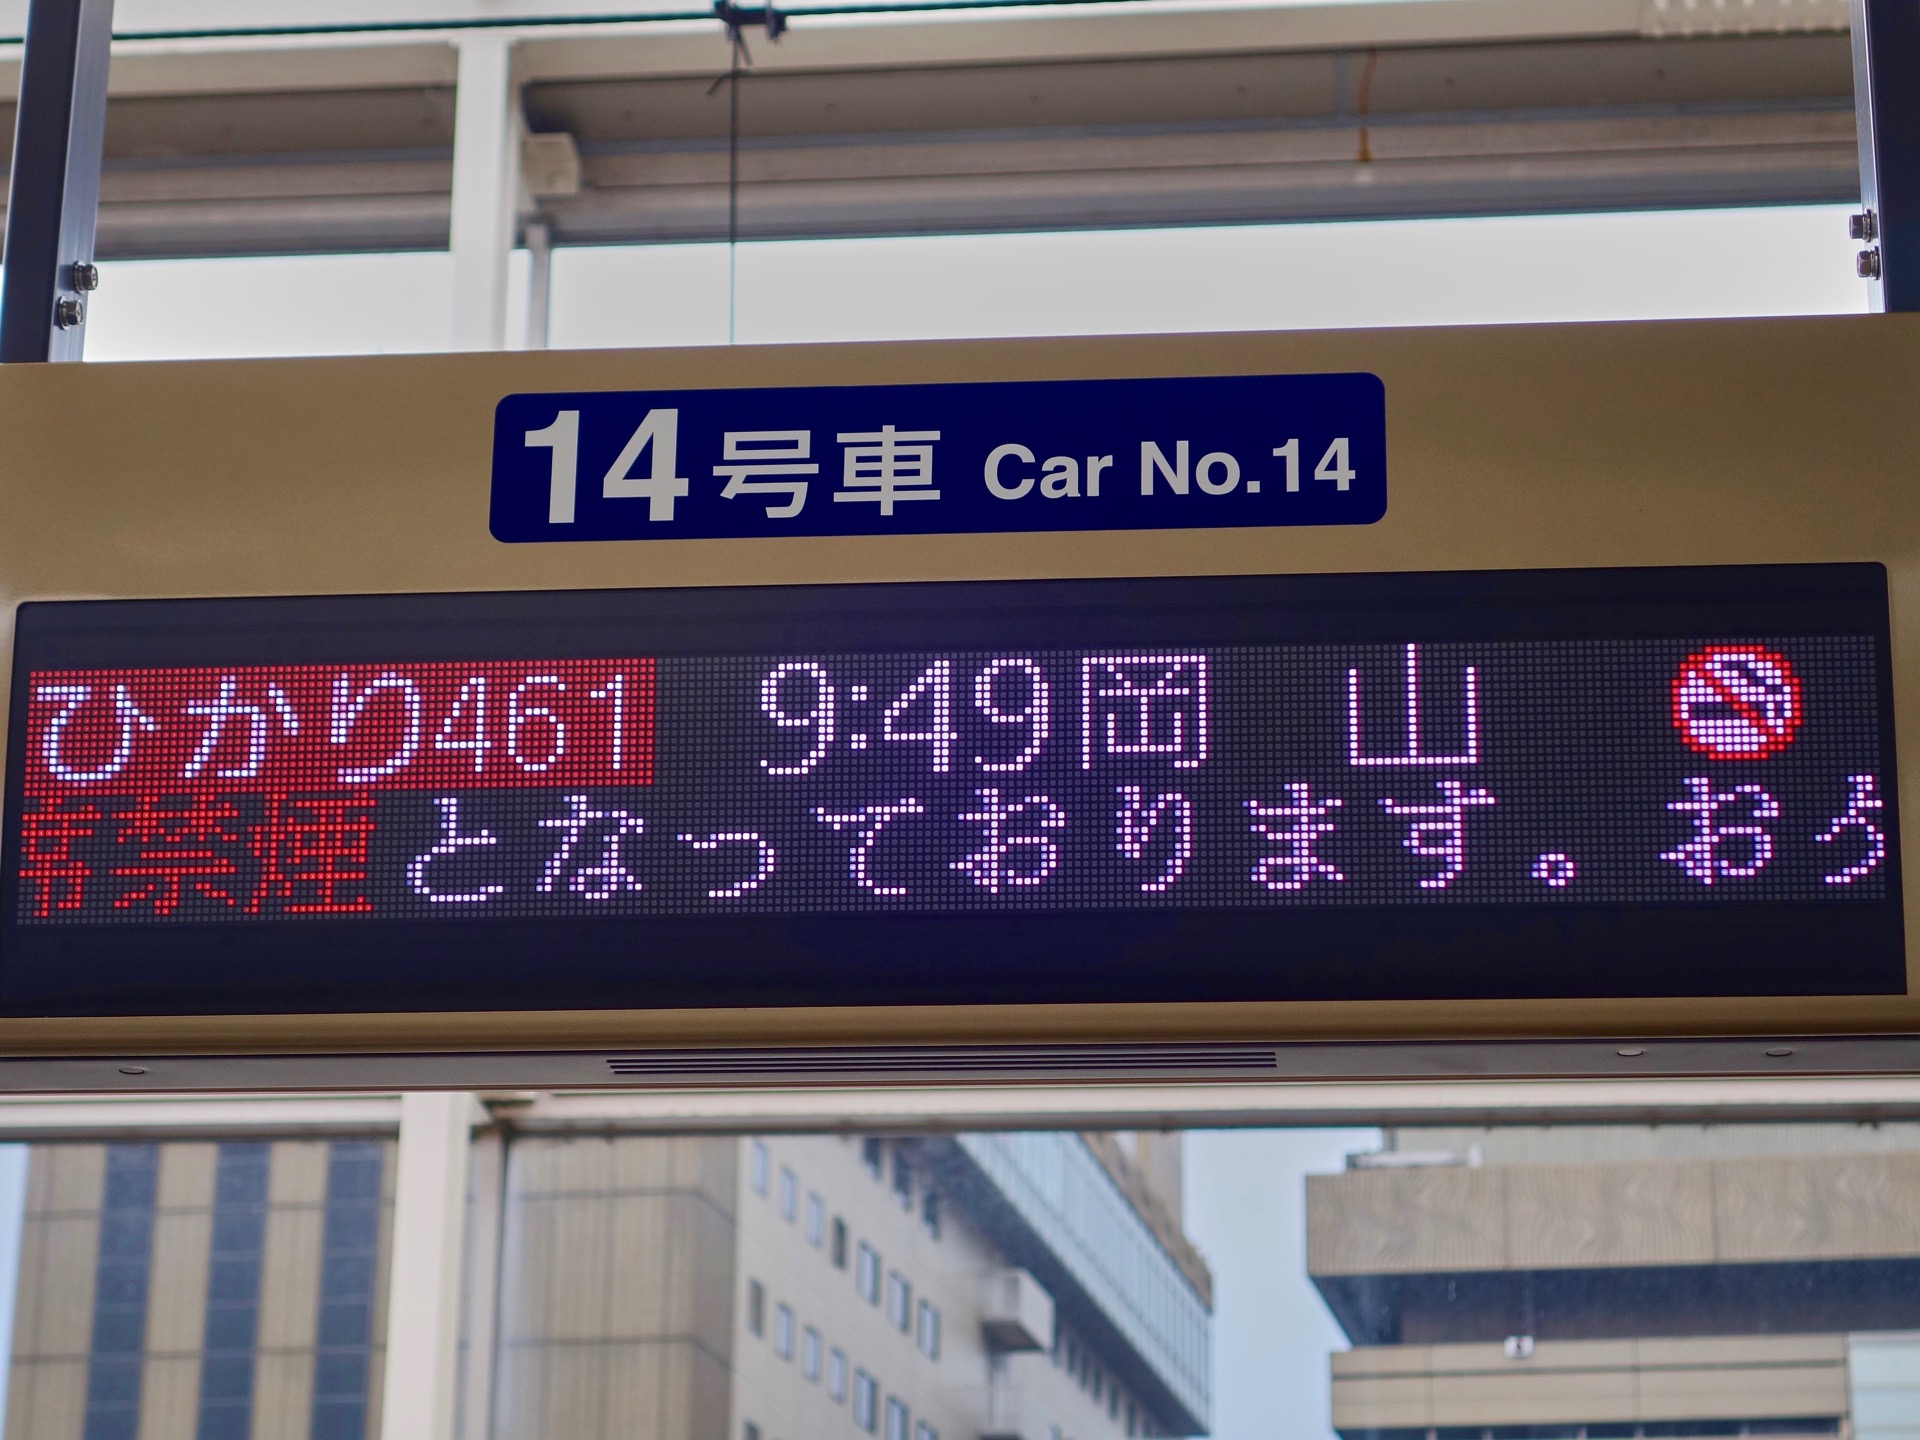 14号車 Car No.14
ひかり461 9:49 岡山
席禁煙となっております。お